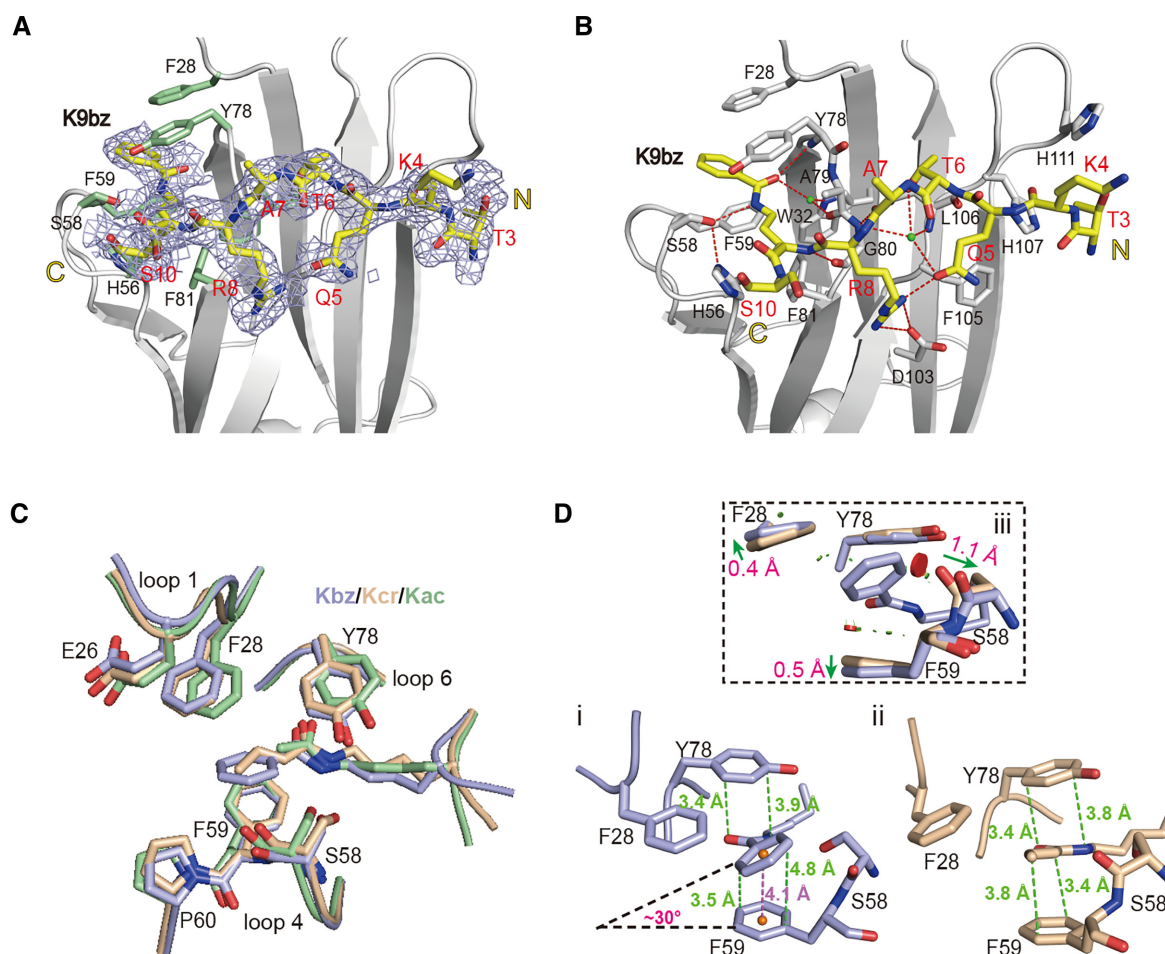 A
F28
Y78
K9bz
F59
S58
K4
N
A7
T6
T3
C
H56
S10
R8
Q5
F81
B
F28
Y78
K9bz
H111
A79
A7
T6
K4
W32
L106
T3
S58
F59
G80
H107
N
Q5
H56
S10
R8
F81
F105
C
D103
C
loop 1
Kbz/Kcr/Kac
E26
F28
Y78
loop 6
F59
S58
P60
loop 4
D
F28
Y78
iii
1.1 Å
0.4 Å
S58
0.5 Å
F59
i
Y78
3.4 Å
3.9 Å
F28
4.8 Å
3.5 Å
4.1 Å
S58
~30°
F59
ii
Y78
3.8 Å
3.4 Å
F28
3.8 Å
3.4 Å
S58
F59